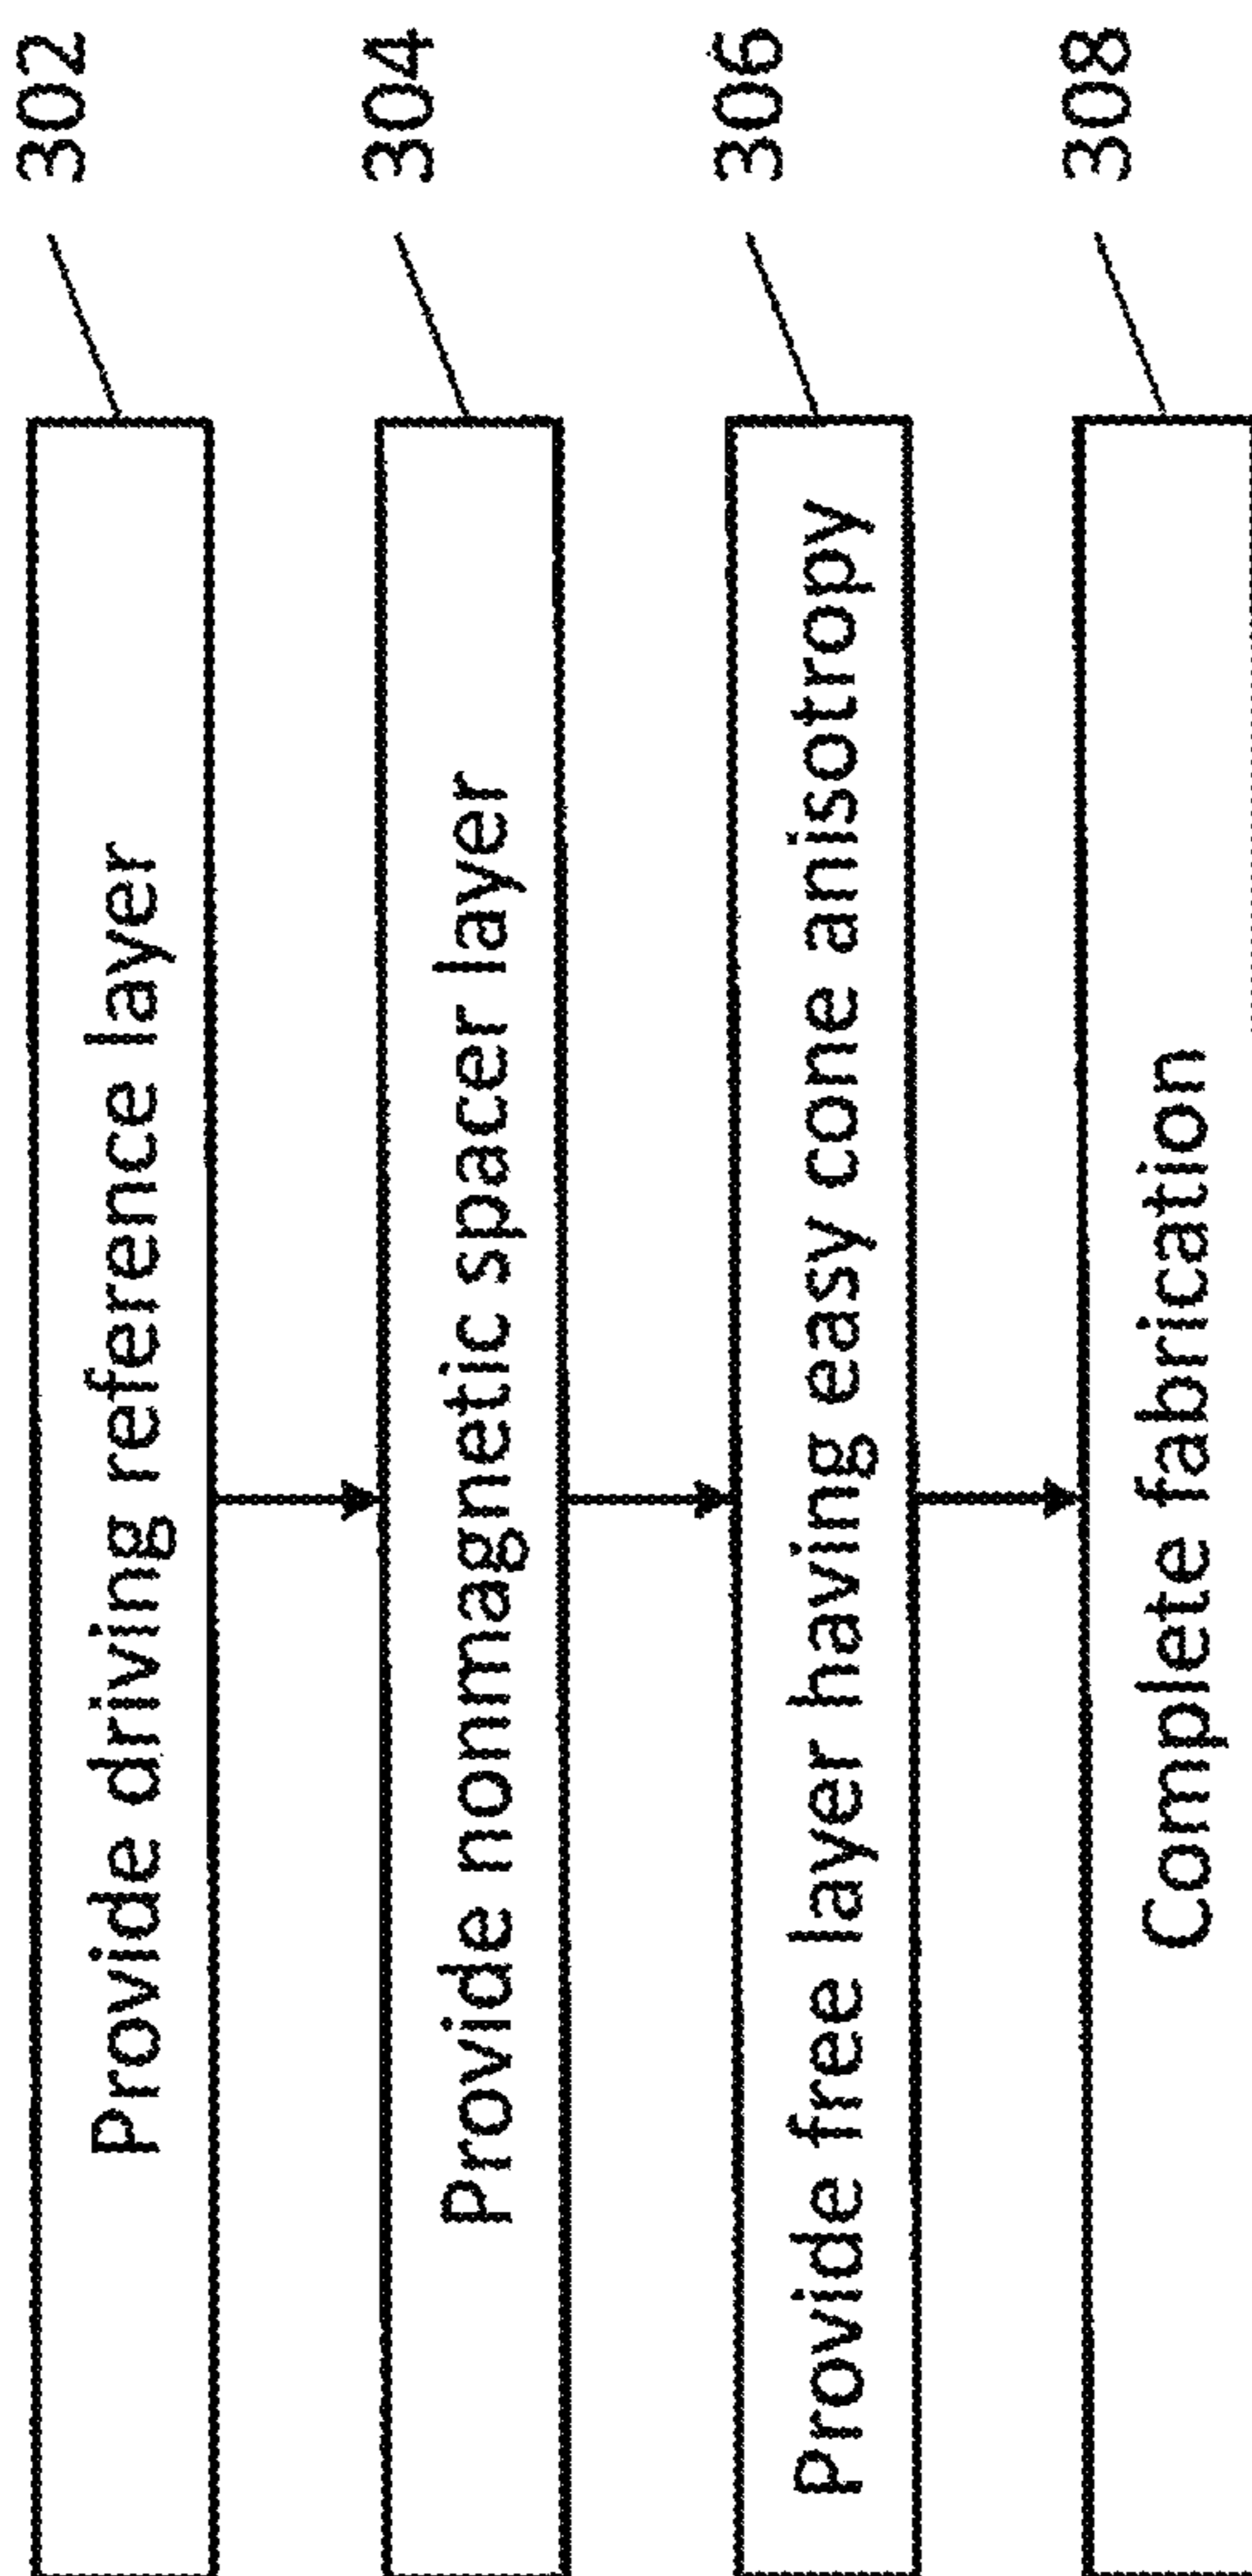 Provide driving reference layer
302
Provide nonmagnetic spacer layer
304
Provide free layer having easy cone anisotropy
306
Complete fabrication
308